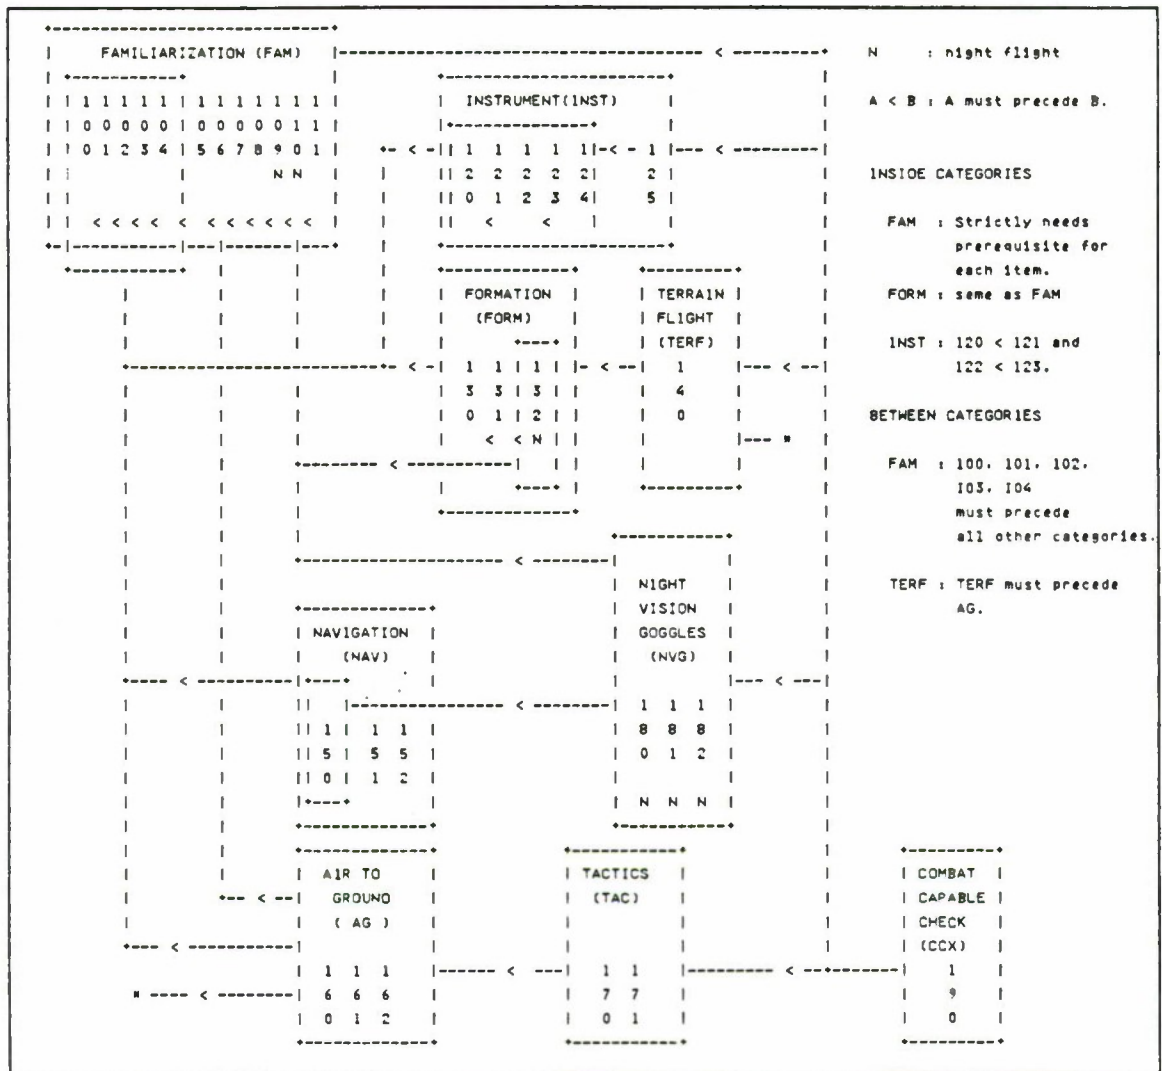 FAMILIARIZATION (FAM)
1 1 1 1 1 1 1 1 1 1 1 1
0 0 0 0 0 0 0 0 0 0 1 1
0 1 2 3 4 5 6 7 8 9 0 1
N N
< < < < < < < < < < <
<
INSTRUMENT(INST)
1 1 1 1 1 < 1
2 2 2 2 2 2
0 1 2 3 4 5
< <
<
<
FORMATION
(FORM)
1 1 1
3 3 3
0 1 2
< < N
<
<
<
TERRAIN
FLIGHT
(TERF)
1
4
0
<
*
NIGHT
VISION
GOGGLES
(NVG)
1 1 1
8 8 8
0 1 2
N N N
<
<
<
NAVIGATION
(NAV)
1 1 1
5 5 5
0 1 2
<
AIR TO
GROUND
( AG )
1 1 1
6 6 6
0 1 2
<
<
* <
<
TACTICS
(TAC)
1 1
7 7
0 1
<
COMBAT
CAPABLE
CHECK
(CCX)
1
9
0
N : night flight
A < B : A must precede B.
INSIDE CATEGORIES
FAM : Strictly needs
prerequisite for
each item.
FORM : seme as FAM
INST : 120 < 121 and
122 < 123.
BETWEEN CATEGORIES
FAM : 100. 101. 102.
103. 104
must precede
all other categories.
TERF : TERF must precede
AG.